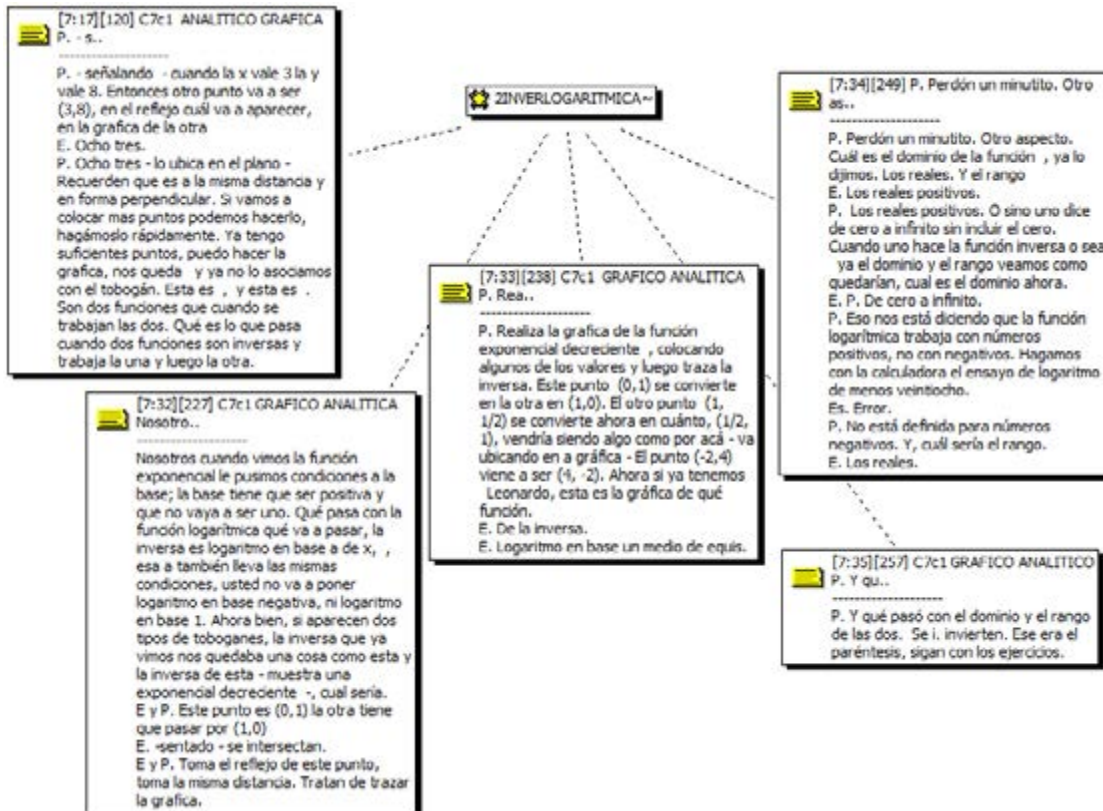 [7:17][120] C7c1 ANALITICO GRAFICA
P. - s..
--------------------
P. - señalando - cuando la x vale 3 la y
vale 8. Entonces otro punto va a ser
(3,8), en el reflejo cuál va a aparecer,
en la grafica de la otra
E. Ocho tres.
P. Ocho tres - lo ubica en el plano -
Recuerden que es a la misma distancia y
en forma perpendicular. Si vamos a
colocar mas puntos podemos hacerlo,
hagámoslo rápidamente. Ya tengo
suficientes puntos, puedo hacer la
grafica, nos queda y ya no lo asociamos
con el tobogán. Esta es , y esta es .
Son dos funciones que cuando se
trabajan las dos. Qué es lo que pasa
cuando dos funciones son inversas y
trabaja la una y luego la otra.
2INVERLOGARITMICA~
[7:34][249] P. Perdón un minutito. Otro
as..
--------------------
P. Perdón un minutito. Otro aspecto.
Cuál es el dominio de la función , ya lo
dijimos. Los reales. Y el rango
E. Los reales positivos.
P. Los reales positivos. O sino uno dice
de cero a infinito sin incluir el cero.
Cuando uno hace la función inversa o sea
ya el dominio y el rango veamos como
quedarían, cual es el dominio ahora.
E. P. De cero a infinito.
P. Eso nos está diciendo que la función
logarítmica trabaja con números
positivos, no con negativos. Hagamos
con la calculadora el ensayo de logaritmo
de menos veintiocho.
Es. Error.
P. No está definida para números
negativos. Y, cuál sería el rango.
E. Los reales.
[7:33][238] C7c1 GRAFICO ANALITICA
P. Rea..
--------------------
P. Realiza la grafica de la función
exponencial decreciente , colocando
algunos de los valores y luego traza la
inversa. Este punto (0,1) se convierte
en la otra en (1,0). El otro punto (1,
1/2) se convierte ahora en cuánto, (1/2,
1), vendría siendo algo como por acá - va
ubicando en a gráfica - El punto (-2,4)
viene a ser (4, -2). Ahora si ya tenemos
Leonardo, esta es la gráfica de qué
función.
E. De la inversa.
E. Logaritmo en base un medio de equis.
[7:32][227] C7c1 GRAFICO ANALITICA
Nosotro..
--------------------
Nosotros cuando vimos la función
exponencial le pusimos condiciones a la
base; la base tiene que ser positiva y
que no vaya a ser uno. Qué pasa con la
función logarítmica qué va a pasar, la
inversa es logaritmo en base a de x, ,
esa a también lleva las mismas
condiciones, usted no va a poner
logaritmo en base negativa, ni logaritmo
en base 1. Ahora bien, si aparecen dos
tipos de toboganes, la inversa que ya
vimos nos quedaba una cosa como esta y
la inversa de esta - muestra una
exponencial decreciente -, cual sería.
E y P. Este punto es (0,1) la otra tiene
que pasar por (1,0)
E. -sentado - se intersectan.
E y P. Toma el reflejo de este punto,
toma la misma distancia. Tratan de trazar
la grafica.
[7:35][257] C7c1 GRAFICO ANALITICO
P. Y qu..
--------------------
P. Y qué pasó con el dominio y el rango
de las dos. Se i. invierten. Ese era el
paréntesis, sigan con los ejercicios.